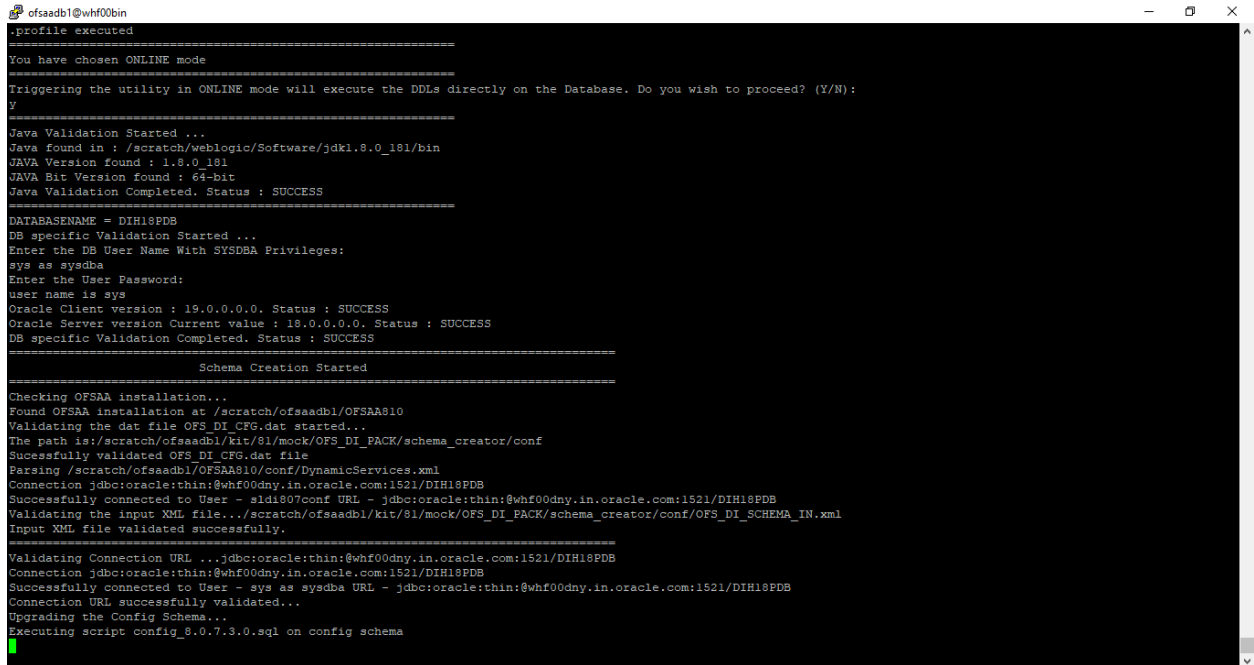 ofsaadb1@whf00bin
.profile executed
You have chosen ONLINE mode
Triggering the utility in ONLINE mode will execute the DDLs directly on the Database. Do you wish to proceed? (Y/N):
y
Java Validation Started ...
Java found in : /scratch/weblogic/Software/jdk1.8.0_181/bin
JAVA Version found : 1.8.0_181
JAVA Bit Version found : 64-bit
Java Validation Completed. Status : SUCCESS
DATABASENAME = DIH18PDB
DB specific Validation Started ...
Enter the DB User Name With SYSDBA Privileges:
sys as sysdba
Enter the User Password:
user name is sys
Oracle Client version : 19.0.0.0.0. Status : SUCCESS
Oracle Server version Current value : 18.0.0.0.0. Status : SUCCESS
DB specific Validation Completed. Status : SUCCESS
Schema Creation Started
Checking OFSAA installation...
Found OFSAA installation at /scratch/ofsaadb1/OFSAA810
Validating the dat file OFS_DI_CFG.dat started...
The path is:/scratch/ofsaadb1/kit/81/mock/OFS_DI_PACK/schema_creator/conf
Sucessfully validated OFS_DI_CFG.dat file
Parsing /scratch/ofsaadb1/OFSAA810/conf/DynamicServices.xml
Connection jdbc:oracle:thin:@whf00dny.in.oracle.com:1521/DIH18PDB
Successfully connected to User - sldi807conf URL - jdbc:oracle:thin:@whf00dny.in.oracle.com:1521/DIH18PDB
Validating the input XML file.../scratch/ofsaadb1/kit/81/mock/OFS_DI_PACK/schema_creator/conf/OFS_DI_SCHEMA_IN.xml
Input XML file validated successfully.
Validating Connection URL ...jdbc:oracle:thin:@whf00dny.in.oracle.com:1521/DIH18PDB
Connection jdbc:oracle:thin:@whf00dny.in.oracle.com:1521/DIH18PDB
Successfully connected to User - sys as sysdba URL - jdbc:oracle:thin:@whf00dny.in.oracle.com:1521/DIH18PDB
Connection URL successfully validated...
Upgrading the Config Schema...
Executing script config_8.0.7.3.0.sql on config schema